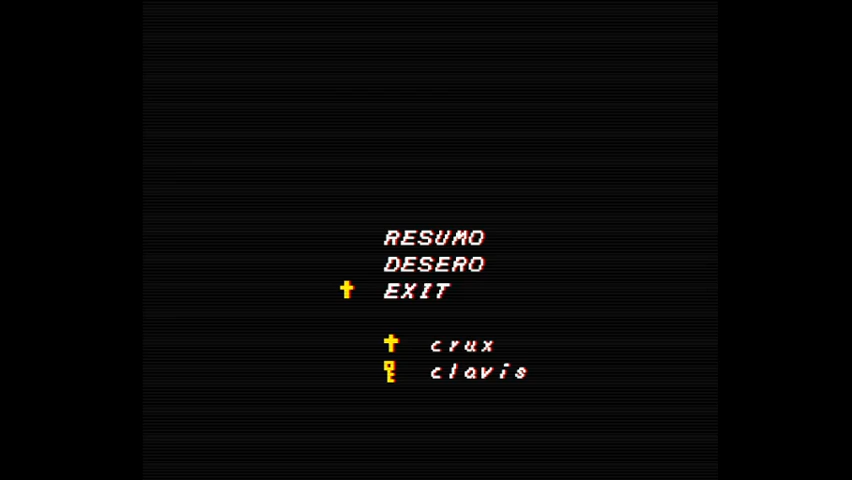 RESUMO
DESERO
EXIT
crux
clavis